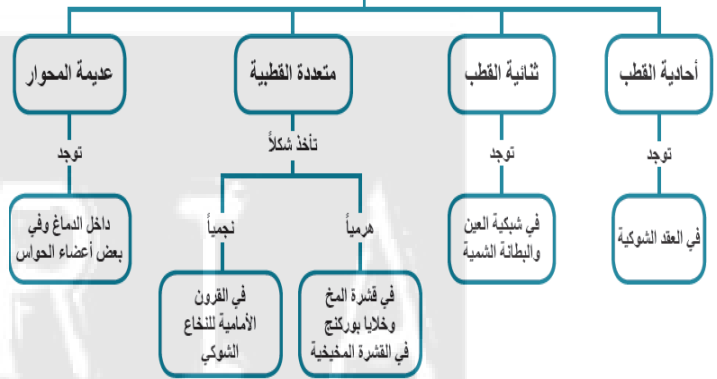 أحادية القطب
ثنائية القطب
متعددة القطبية
عديمة المحوار
توجد
توجد
تأخذ شكلاً
توجد
في العقد الشوكية
في شبكية العين
والبطانة الشمية
هرمياً
نجمياً
داخل الدماغ وفي
بعض أعضاء الحواس
في قشرة المخ
وخلايا بوركنج
في القشرة المخيخية
في القرون
الأمامية للنخاع
الشوكي